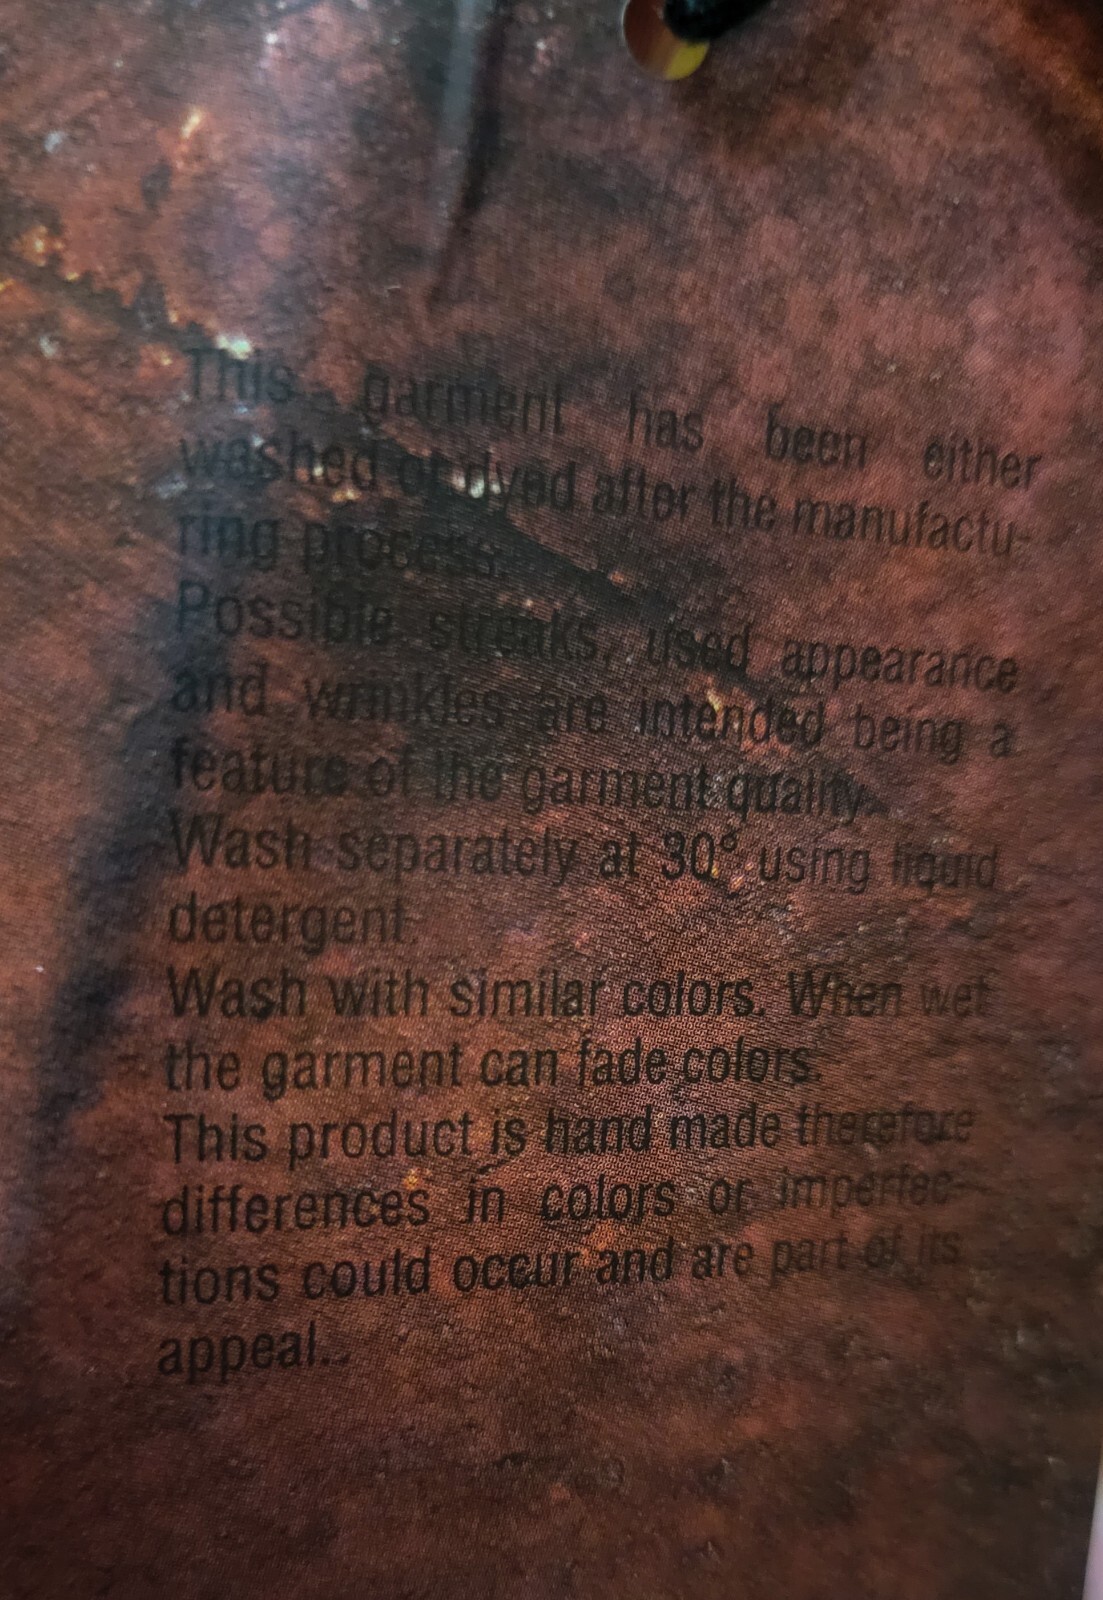 This garment has been either
washed or dyed after the manufactu-
ring process.
Possible streaks, used appearance
and wrinkles are intended being a
feature of the garment quality.
Wash separately at 30° using liquid
detergent.
Wash with similar colors. When wet
the garment can fade colors.
This product is hand made therefore
differences in colors or imperfec-
tions could occur and are part of its
appeal..